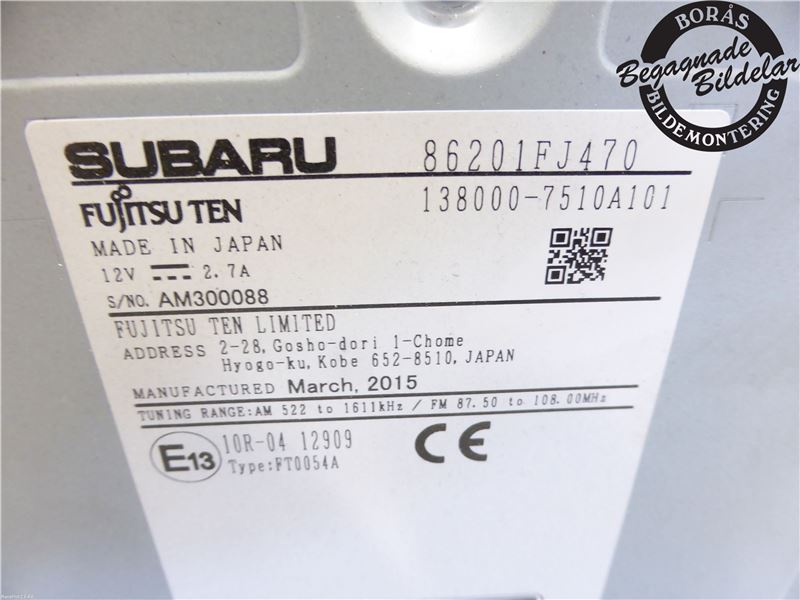 BORÅS
Begagnade
Bildelar
BILDEMONTERING
SUBARU 86201FJ470
FUJITSU TEN 138000-7510A101
MADE IN JAPAN
12V 2.7A
S/NO. AM300088
FUJITSU TEN LIMITED
ADDRESS 2-28, Gosho-dori 1-Chome
Hyogo-ku, Kobe 652-8510, JAPAN
MANUFACTURED March, 2015
TUNING RANGE:AM 522 to 1611kHz / FM 87.50 to 108.00MHz
E13 10R-04 12909 CE
Type:FT0054A